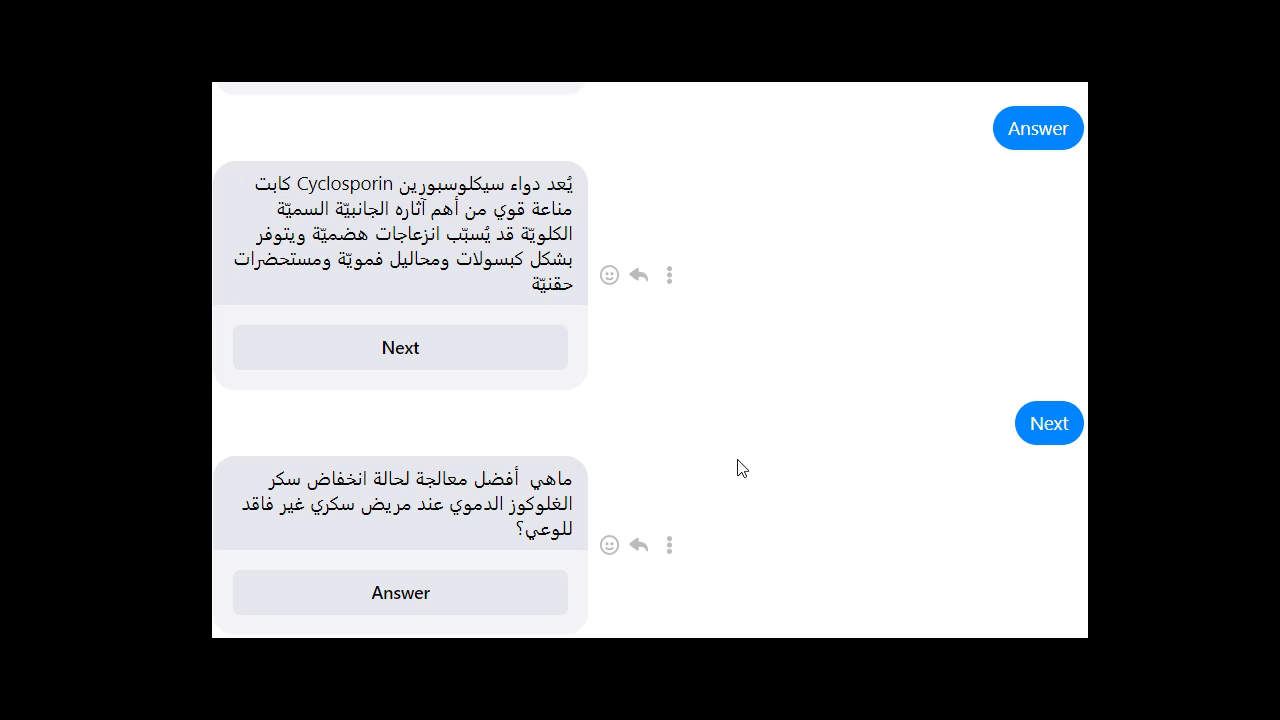 Answer
يُعد دواء سيكلوسبورين Cyclosporin كابت
مناعة قوي من أهم آثاره الجانبيّة السميّة
الكلويّة قد يُسبّب انزعاجات هضميّة ويتوفر
بشكل كبسولات ومحاليل فمويّة ومستحضرات
حقنيّة
Next
Next
ماهي  أفضل معالجة لحالة انخفاض سكر
الغلوكوز الدموي عند مريض سكري غير فاقد
للوعي؟
Answer